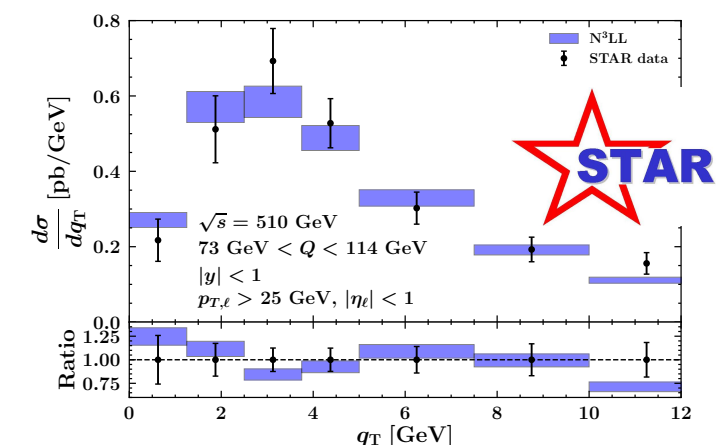 0.8
N³LL
STAR data
0.6
dσ/dq_T [pb/GeV]
STAR
0.4
√s = 510 GeV
73 GeV < Q < 114 GeV
0.2
|y| < 1
p_{T,ℓ} > 25 GeV, |η_ℓ| < 1
0.0
1.25
Ratio
1.00
0.75
0 2 4 6 8 10 12
q_T [GeV]